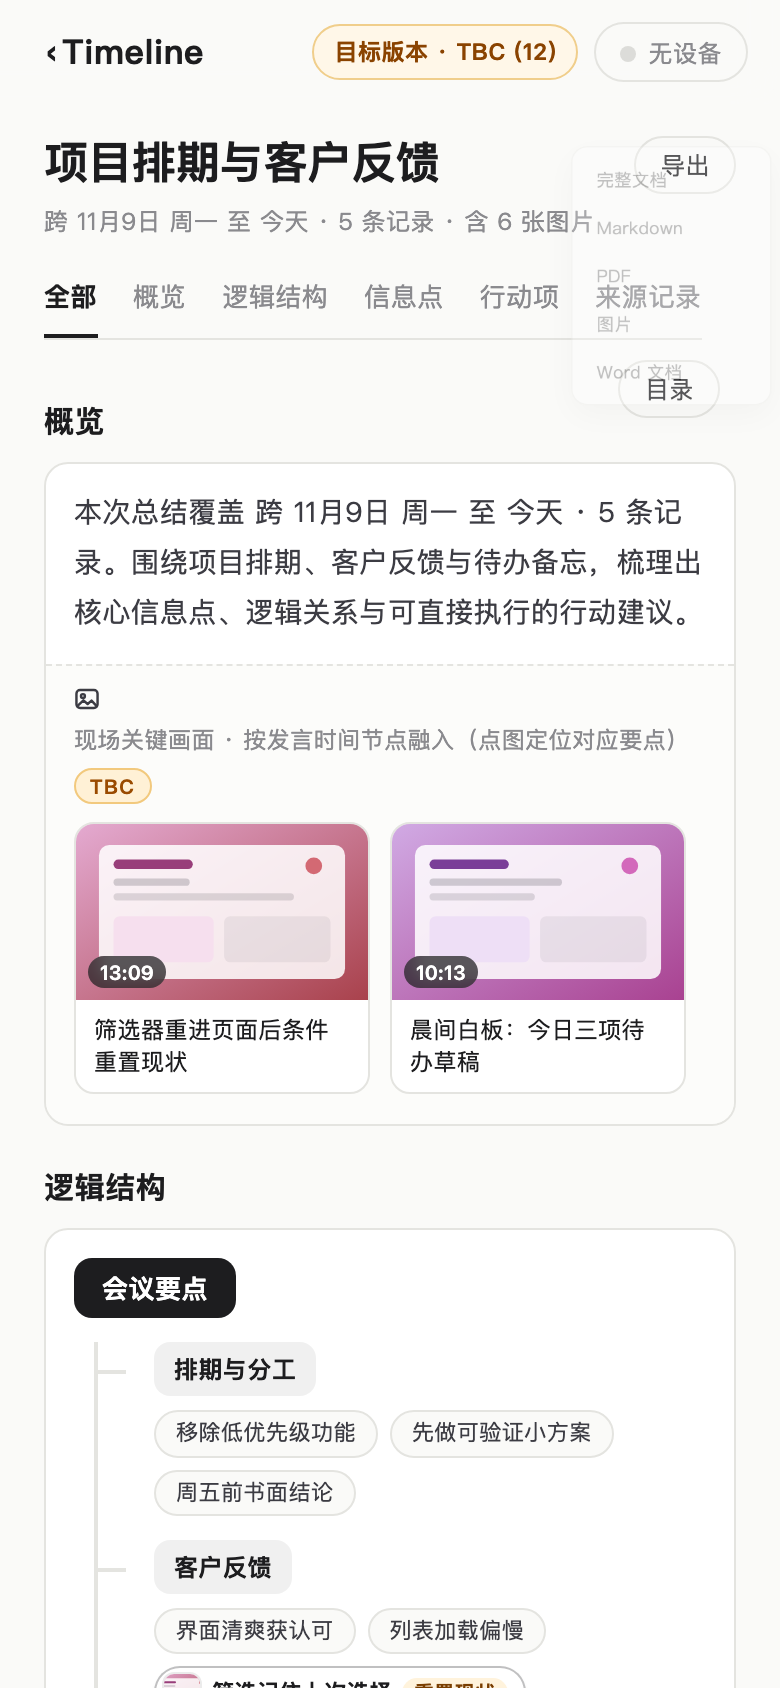 ‹ Timeline
目标版本 · TBC (12)
无设备
项目排期与客户反馈
导出
跨 11月9日 周一 至 今天 · 5 条记录 · 含 6 张图片
完整文档
Markdown
PDF
图片
Word 文档
全部
概览
逻辑结构
信息点
行动项
来源记录
目录
概览
本次总结覆盖 跨 11月9日 周一 至 今天 · 5 条记
录。围绕项目排期、客户反馈与待办备忘，梳理出
核心信息点、逻辑关系与可直接执行的行动建议。
现场关键画面 · 按发言时间节点融入（点图定位对应要点）
TBC
13:09
筛选器重进页面后条件
重置现状
10:13
晨间白板：今日三项待
办草稿
逻辑结构
会议要点
排期与分工
移除低优先级功能
先做可验证小方案
周五前书面结论
客户反馈
界面清爽获认可
列表加载偏慢
筛选记住上次选择
重置现状